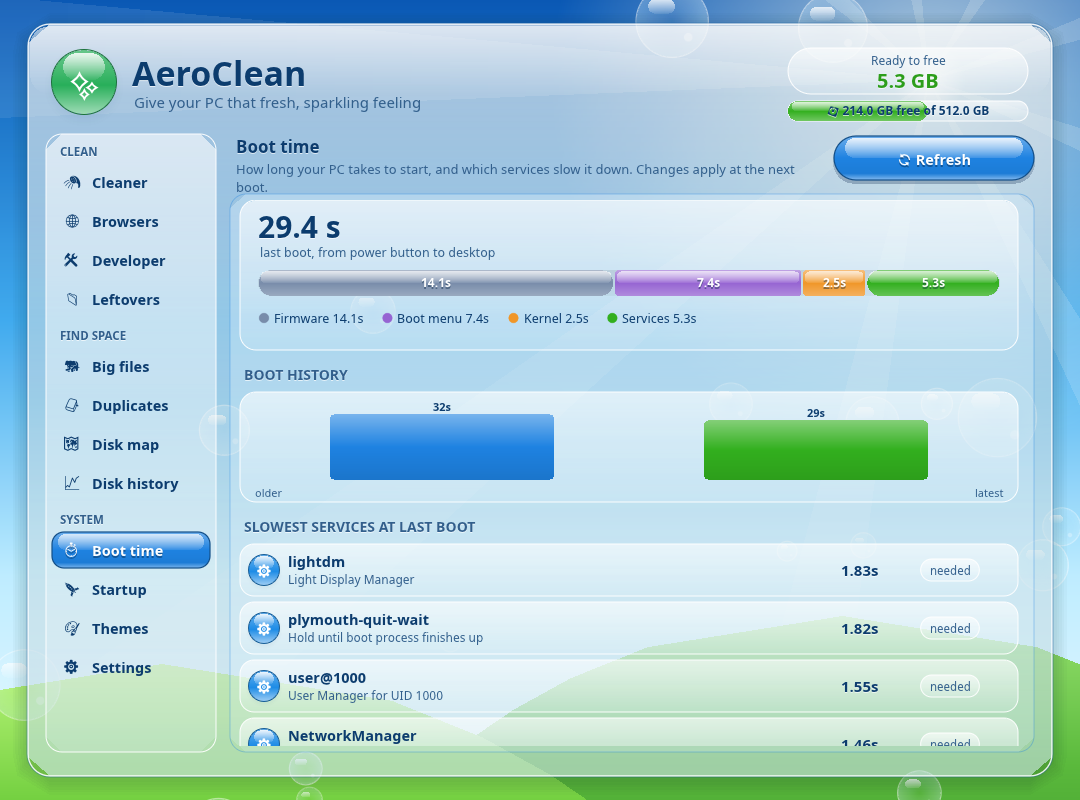 AeroClean
Give your PC that fresh, sparkling feeling
Ready to free
5.3 GB
214.0 GB free of 512.0 GB
CLEAN
Cleaner
Browsers
Developer
Leftovers
FIND SPACE
Big files
Duplicates
Disk map
Disk history
SYSTEM
Boot time
Startup
Themes
Settings
Boot time
How long your PC takes to start, and which services slow it down. Changes apply at the next
boot.
Refresh
29.4 s
last boot, from power button to desktop
14.1s 7.4s 2.5s 5.3s
Firmware 14.1s Boot menu 7.4s Kernel 2.5s Services 5.3s
BOOT HISTORY
32s 29s
older latest
SLOWEST SERVICES AT LAST BOOT
lightdm
Light Display Manager
1.83s needed
plymouth-quit-wait
Hold until boot process finishes up
1.82s needed
user@1000
User Manager for UID 1000
1.55s needed
NetworkManager
1.46s needed